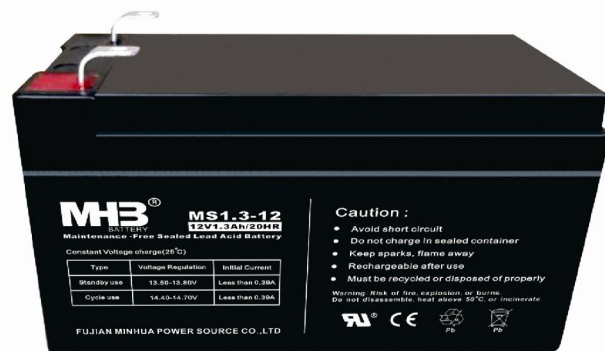 MHB®
BATTERY
MS1.3-12
12V1.3Ah/20HR
Maintenance -Free Sealed Lead Acid Battery
Constant Voltage charge(25°C)
Type Voltage Regulation Initial Current
Standby use 13.50-13.80V Less than 0.39A
Cycle use 14.40-14.70V Less than 0.39A
FUJIAN MINHUA POWER SOURCE CO.,LTD
Caution :
• Avoid short circuit
• Do not charge in sealed container
• Keep sparks, flame away
• Rechargeable after use
• Must be recycled or disposed of properly
Warning: Risk of fire, explosion, or burns.
Do not disassemble, heat above 50°C, or incinerate.
CE
Pb Pb